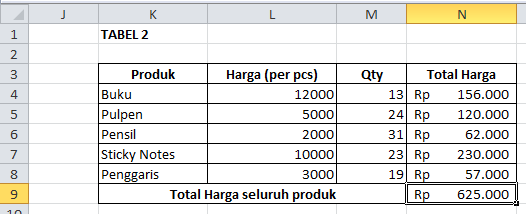 J K L M N
1 TABEL 2
2
3 Produk Harga (per pcs) Qty Total Harga
4 Buku 12000 13 Rp 156.000
5 Pulpen 5000 24 Rp 120.000
6 Pensil 2000 31 Rp 62.000
7 Sticky Notes 10000 23 Rp 230.000
8 Penggaris 3000 19 Rp 57.000
9 Total Harga seluruh produk Rp 625.000
10